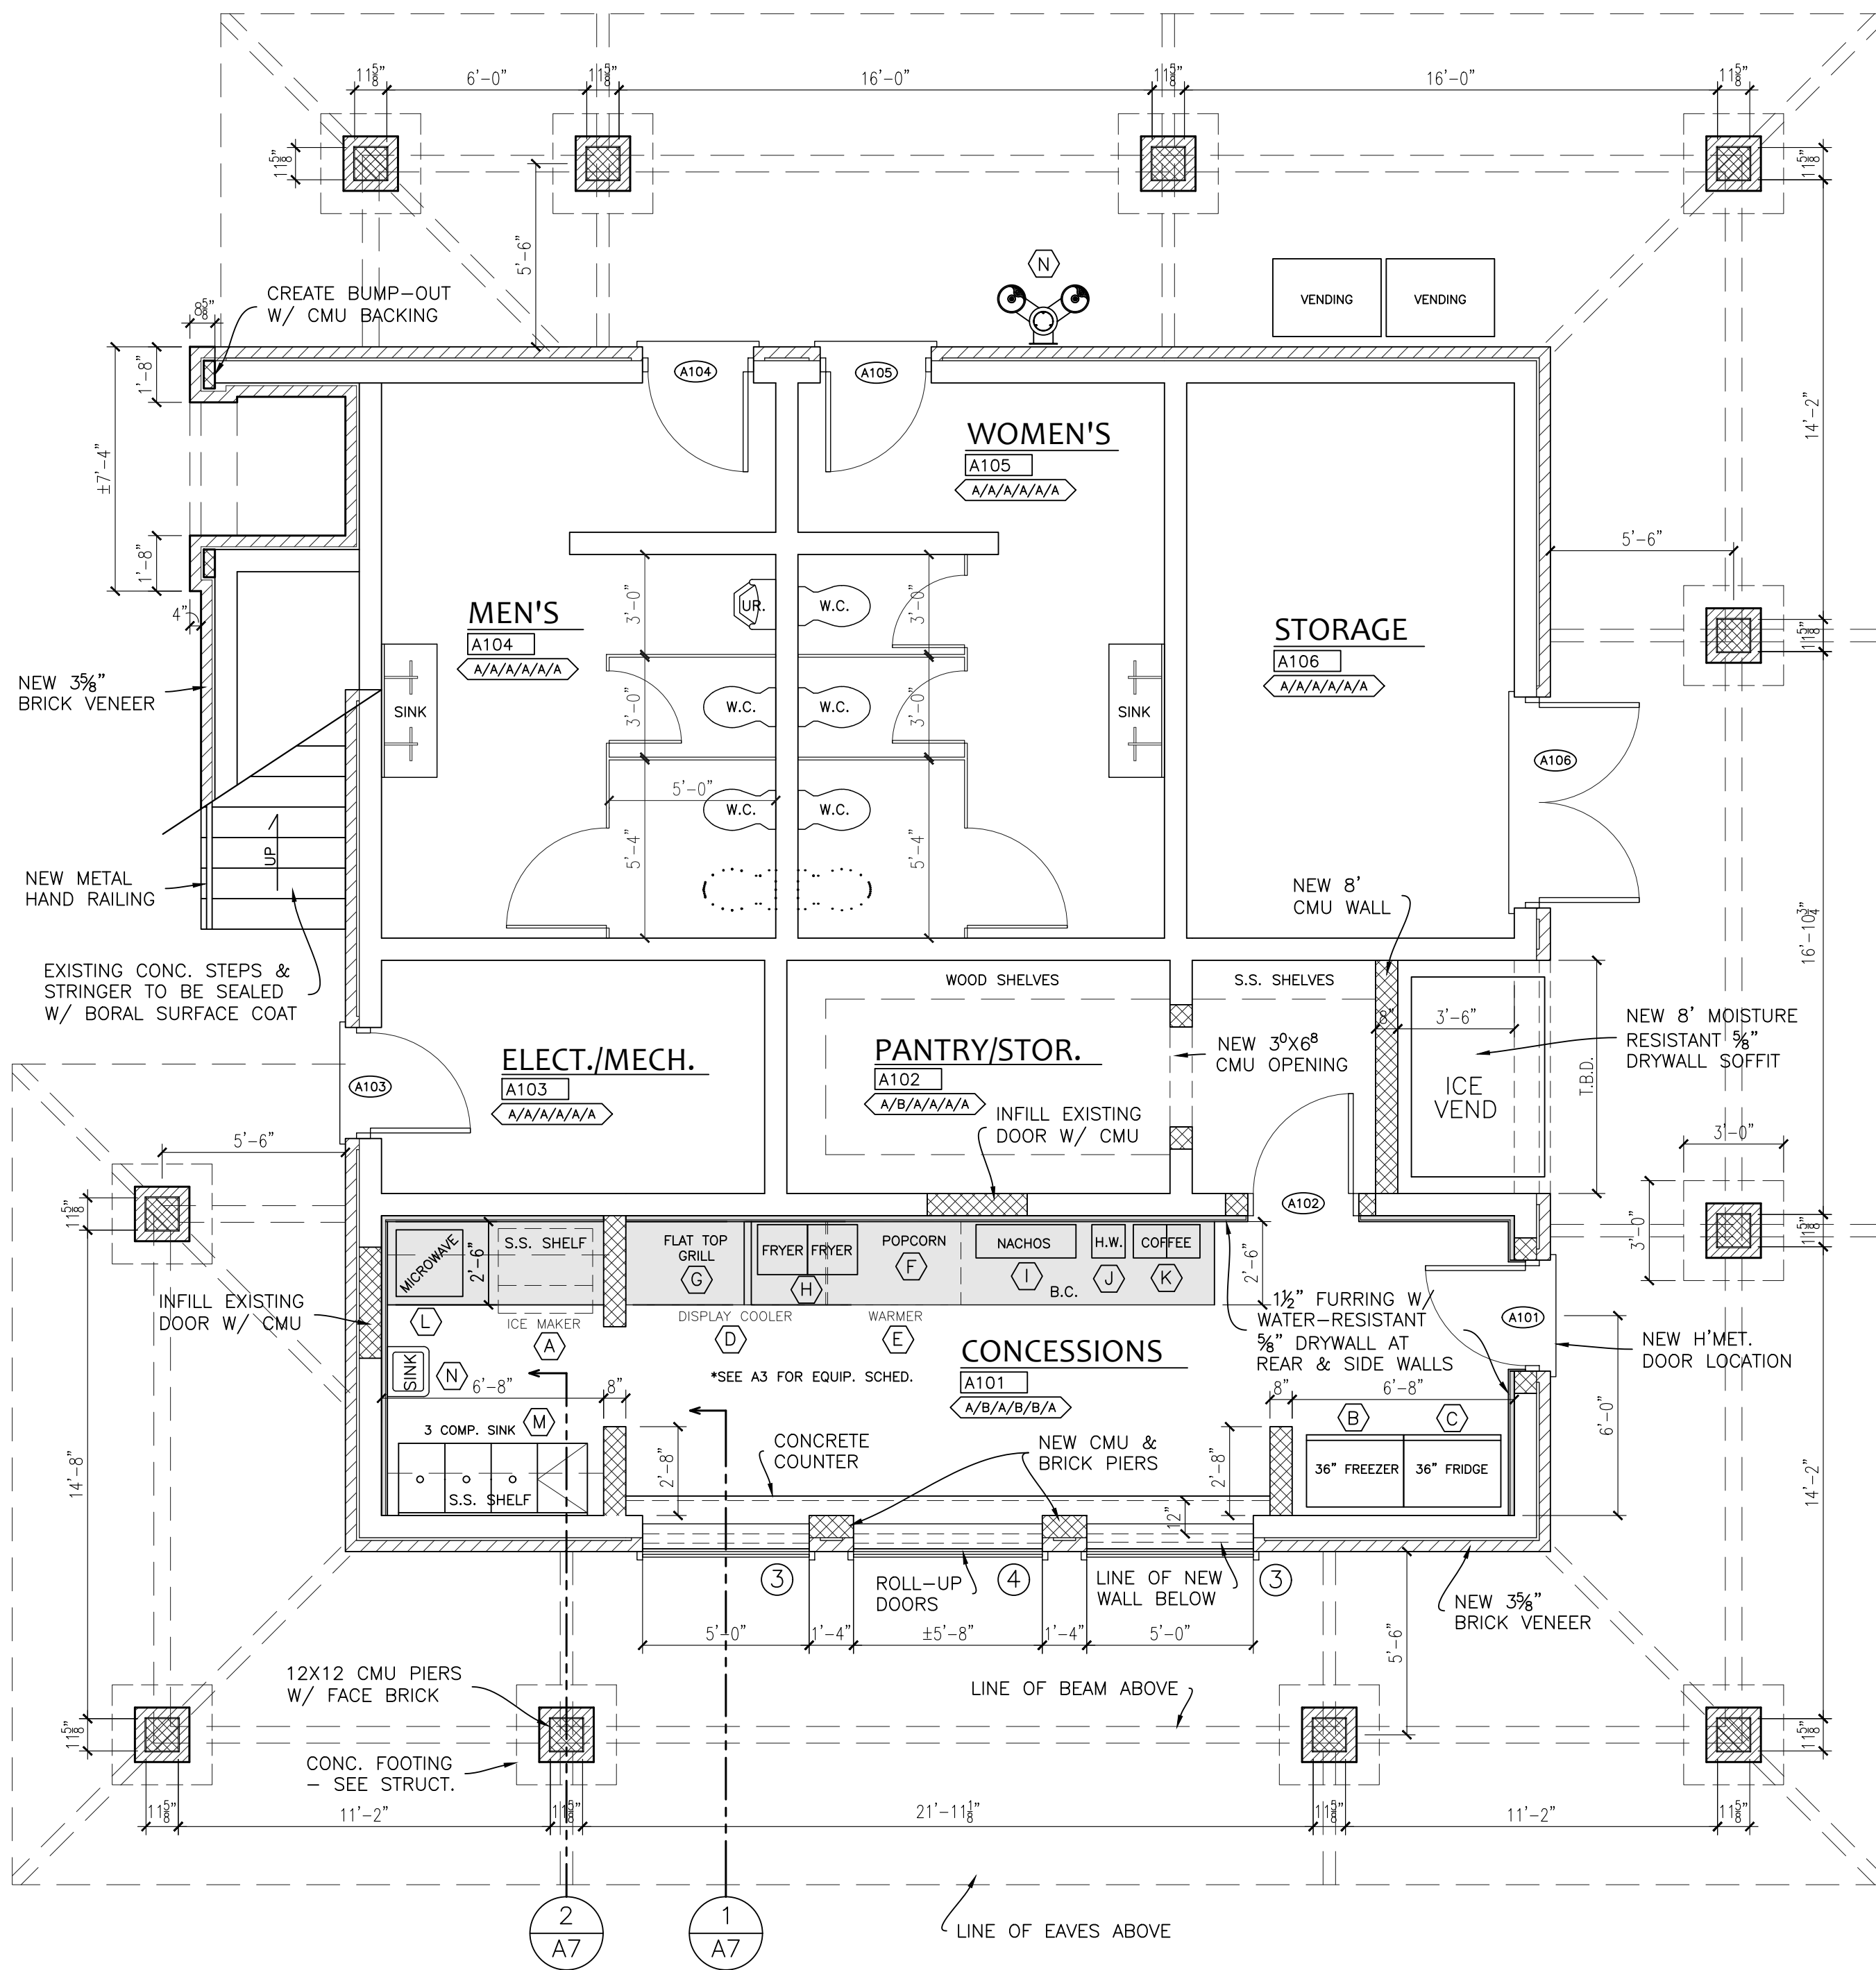 11⅝"
6'-0"
11⅝"
16'-0"
11⅝"
16'-0"
11⅝"
11⅝"
11⅝"
5'-6"
N
VENDING
VENDING
8⅝"
CREATE BUMP-OUT
W/ CMU BACKING
1'-8"
±7'-4"
1'-8"
4"
A104
A105
14'-2"
WOMEN'S
A105
A/A/A/A/A/A
5'-6"
MEN'S
A104
A/A/A/A/A/A
3'-0"
UR.
W.C.
3'-0"
STORAGE
A106
A/A/A/A/A/A
11⅝"
NEW 3⅝"
BRICK VENEER
SINK
3'-0"
W.C.
W.C.
3'-0"
SINK
A106
5'-0"
W.C.
W.C.
5'-4"
5'-4"
UP
NEW METAL
HAND RAILING
NEW 8'
CMU WALL
16'-10¾"
EXISTING CONC. STEPS &
STRINGER TO BE SEALED
W/ BORAL SURFACE COAT
WOOD SHELVES
S.S. SHELVES
8"
3'-6"
NEW 8' MOISTURE
RESISTANT ⅝"
DRYWALL SOFFIT
ELECT./MECH.
A103
A/A/A/A/A/A
PANTRY/STOR.
A102
A/B/A/A/A/A
NEW 3⁰X6⁸
CMU OPENING
ICE
VEND
T.B.D.
A103
INFILL EXISTING
DOOR W/ CMU
5'-6"
3'-0"
A102
11⅝"
3'-0"
11⅝"
MICROWAVE
2'-6"
S.S. SHELF
FLAT TOP
GRILL
G
FRYER
FRYER
H
POPCORN
F
NACHOS
I
H.W.
J
COFFEE
K
B.C.
2'-6"
INFILL EXISTING
DOOR W/ CMU
L
ICE MAKER
A
DISPLAY COOLER
D
WARMER
E
1½" FURRING W/
WATER-RESISTANT
⅝" DRYWALL AT
REAR & SIDE WALLS
A101
NEW H'MET.
DOOR LOCATION
CONCESSIONS
A101
A/B/A/B/B/A
*SEE A3 FOR EQUIP. SCHED.
SINK
N
6'-8"
8"
8"
6'-8"
6'-0"
M
3 COMP. SINK
S.S. SHELF
2'-8"
CONCRETE
COUNTER
NEW CMU &
BRICK PIERS
2'-8"
B
C
36" FREEZER
36" FRIDGE
12"
14'-8"
14'-2"
3
ROLL-UP
DOORS
4
LINE OF NEW
WALL BELOW
3
NEW 3⅝"
BRICK VENEER
5'-0"
1'-4"
±5'-8"
1'-4"
5'-0"
5'-6"
12X12 CMU PIERS
W/ FACE BRICK
LINE OF BEAM ABOVE
11⅝"
11⅝"
CONC. FOOTING
- SEE STRUCT.
11⅝"
11'-2"
11⅝"
21'-11⅛"
11⅝"
11'-2"
11⅝"
2
A7
1
A7
LINE OF EAVES ABOVE